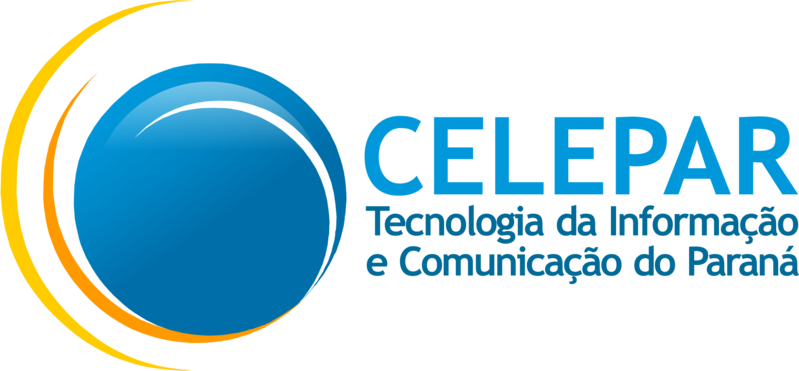 CELEPAR
Tecnologia da Informação
e Comunicação do Paraná